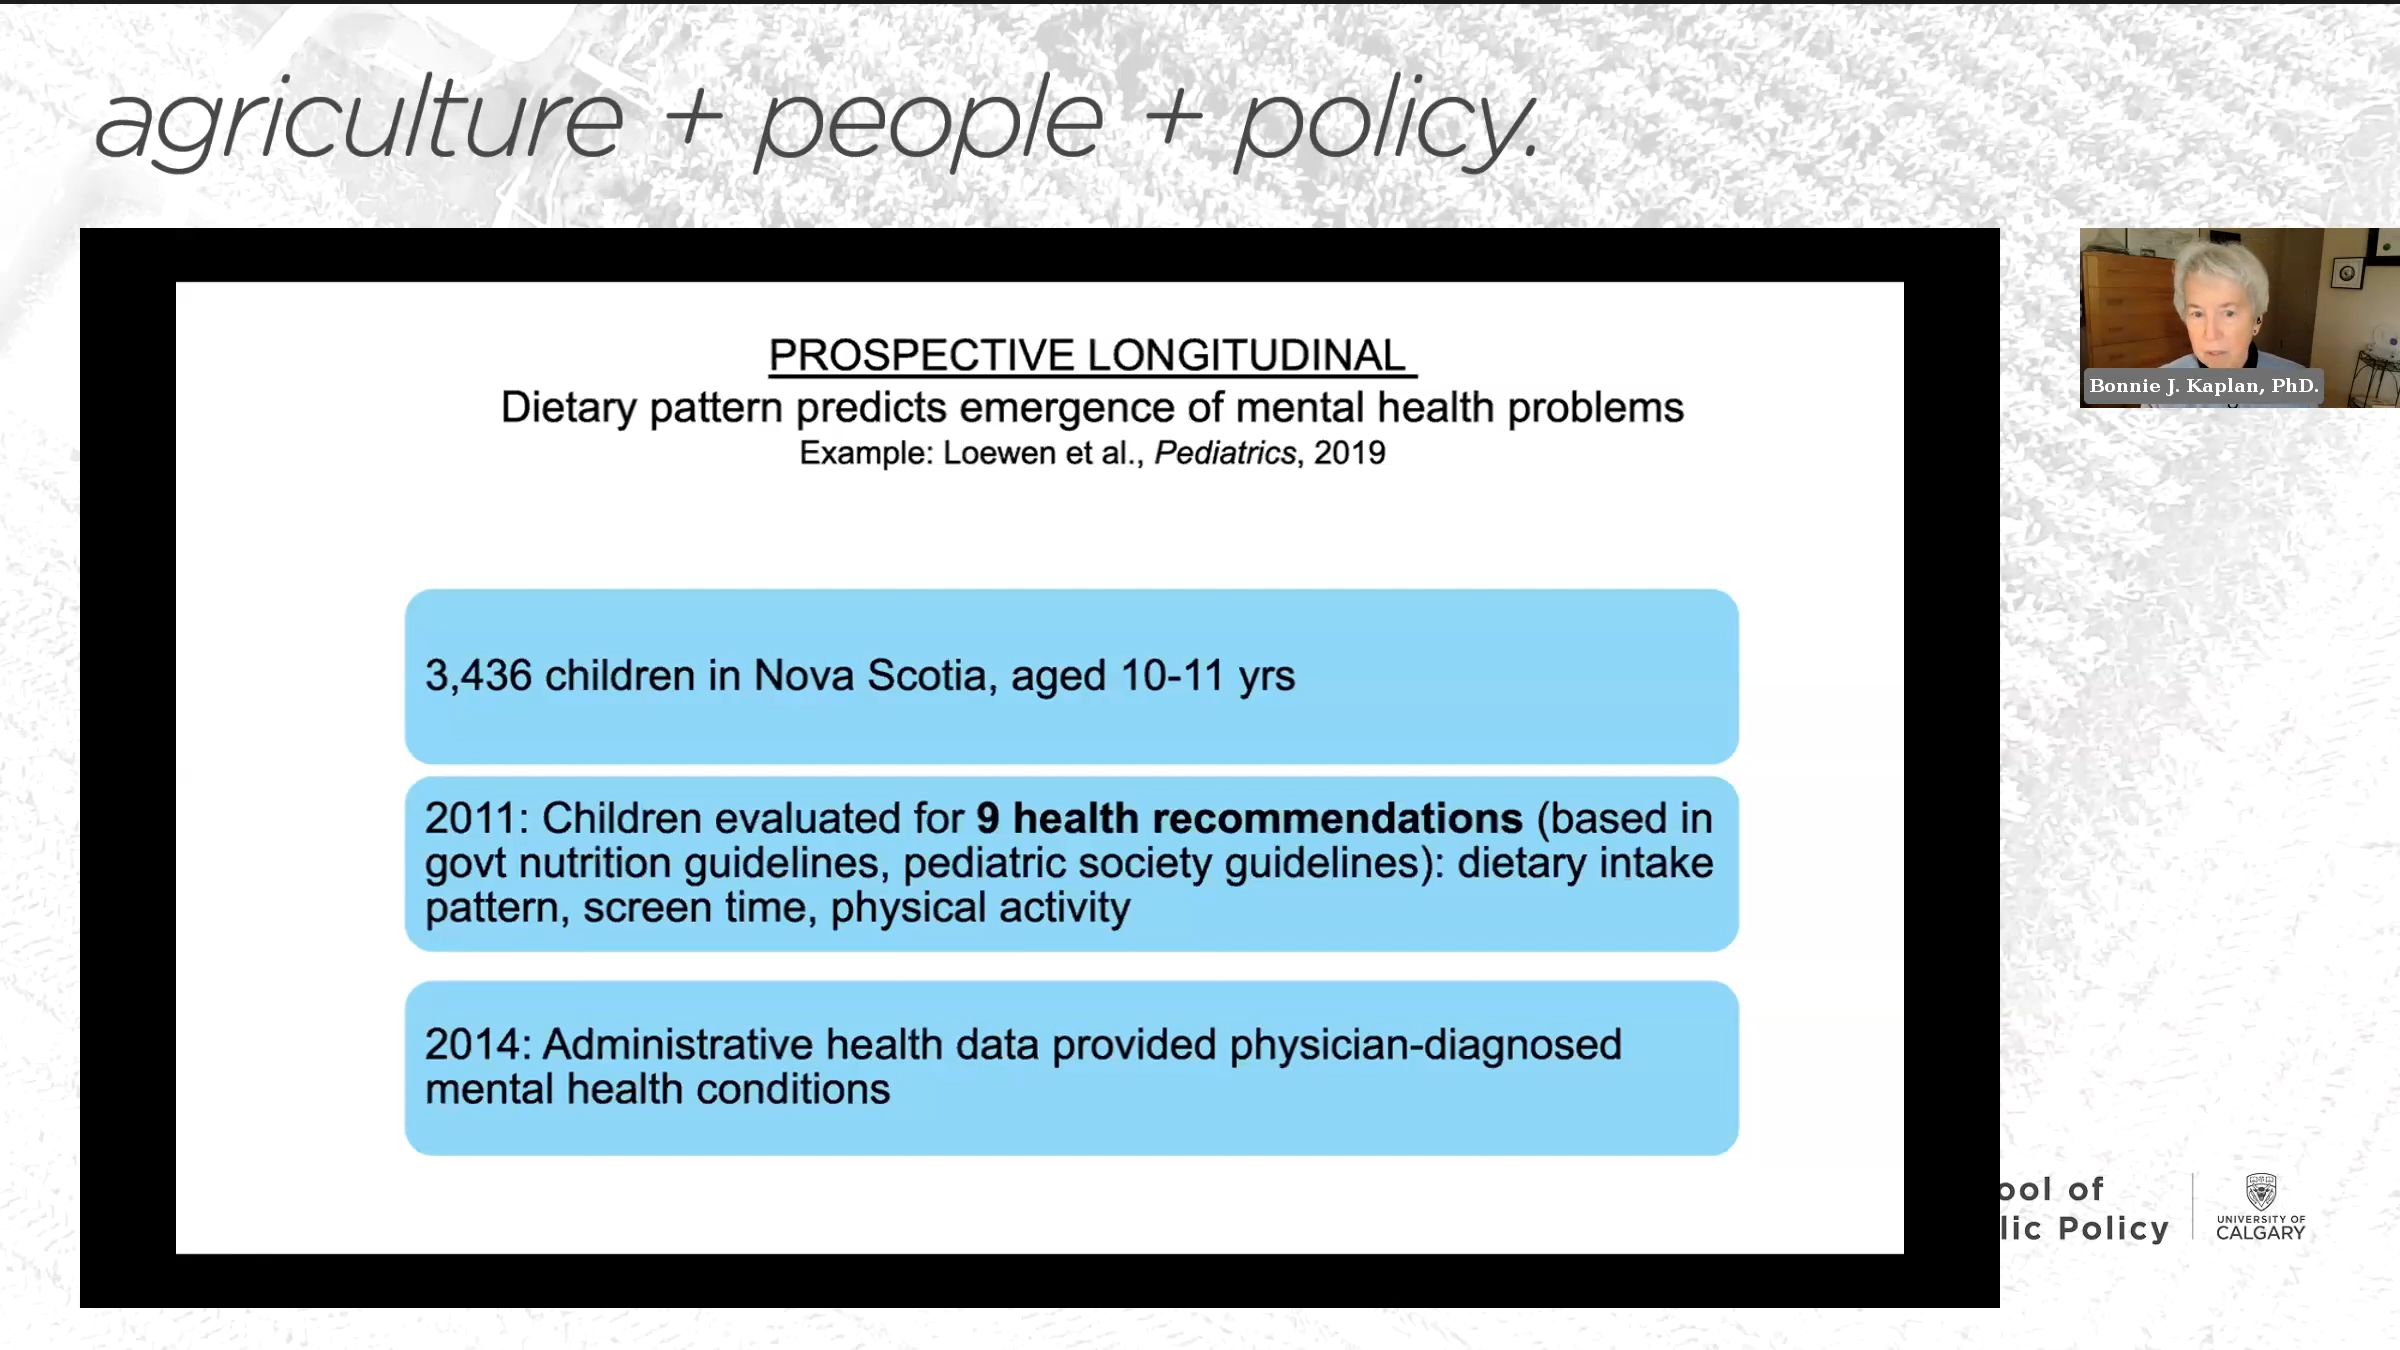 agriculture + people + policy.
PROSPECTIVE LONGITUDINAL
Dietary pattern predicts emergence of mental health problems
Example: Loewen et al., Pediatrics, 2019
3,436 children in Nova Scotia, aged 10-11 yrs
2011: Children evaluated for 9 health recommendations (based in
govt nutrition guidelines, pediatric society guidelines): dietary intake
pattern, screen time, physical activity
2014: Administrative health data provided physician-diagnosed
mental health conditions
Bonnie J. Kaplan, PhD.
ool of
lic Policy
UNIVERSITY OF
CALGARY